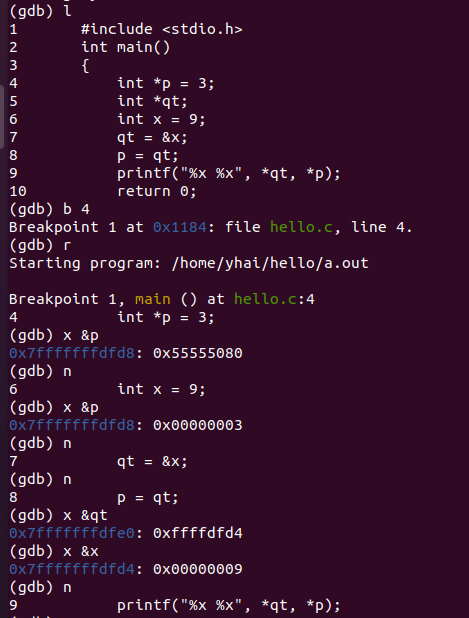 (gdb) l
1       #include <stdio.h>
2       int main()
3       {
4           int *p = 3;
5           int *qt;
6           int x = 9;
7           qt = &x;
8           p = qt;
9           printf("%x %x", *qt, *p);
10          return 0;
(gdb) b 4
Breakpoint 1 at 0x1184: file hello.c, line 4.
(gdb) r
Starting program: /home/yhai/hello/a.out

Breakpoint 1, main () at hello.c:4
4           int *p = 3;
(gdb) x &p
0x7fffffffdfd8: 0x55555080
(gdb) n
6           int x = 9;
(gdb) x &p
0x7fffffffdfd8: 0x00000003
(gdb) n
7           qt = &x;
(gdb) n
8           p = qt;
(gdb) x &qt
0x7fffffffdfe0: 0xffffdfd4
(gdb) x &x
0x7fffffffdfd4: 0x00000009
(gdb) n
9           printf("%x %x", *qt, *p);